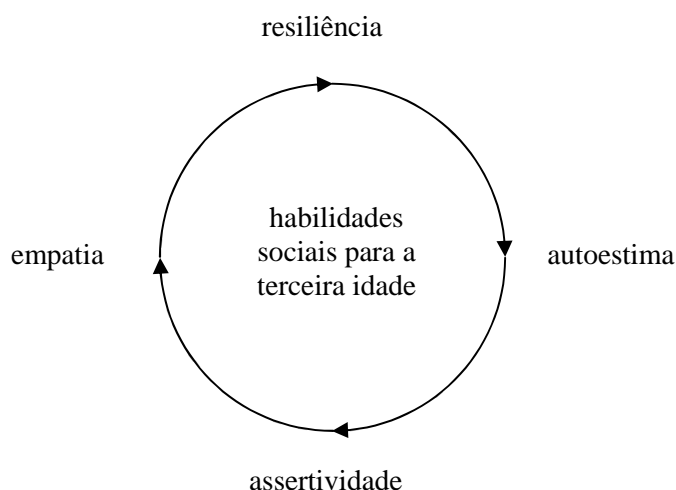 resiliência
habilidades
sociais para a
terceira idade
empatia
autoestima
assertividade